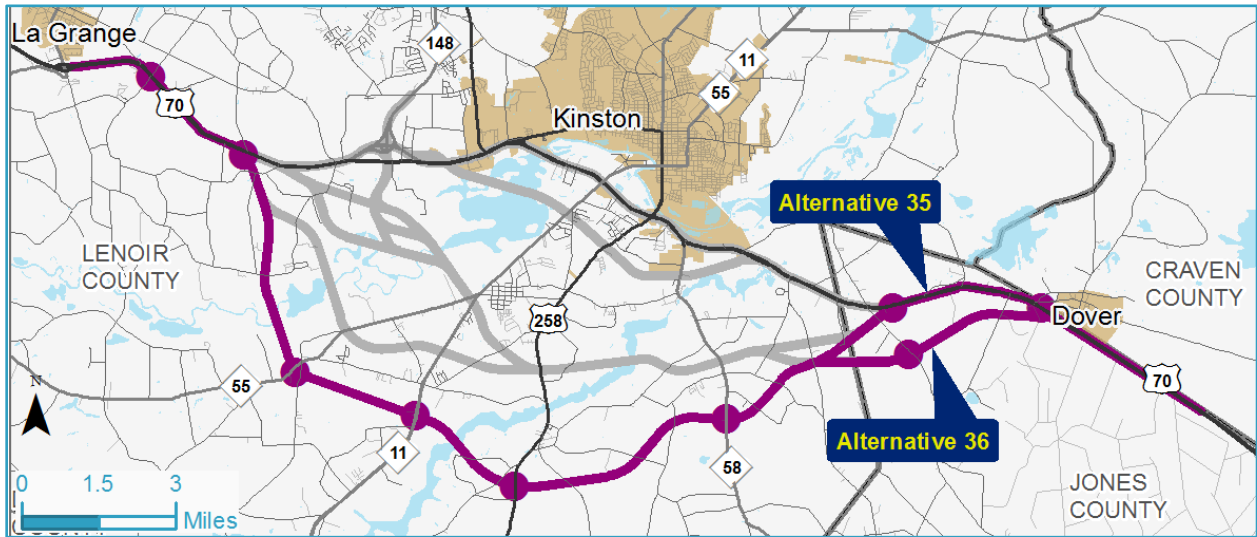 La Grange
148
11
55
70
Kinston
Alternative 35
LENOIR
COUNTY
CRAVEN
COUNTY
258
Dover
55
N
70
11
Alternative 36
58
0 1.5 3
Miles
JONES
COUNTY